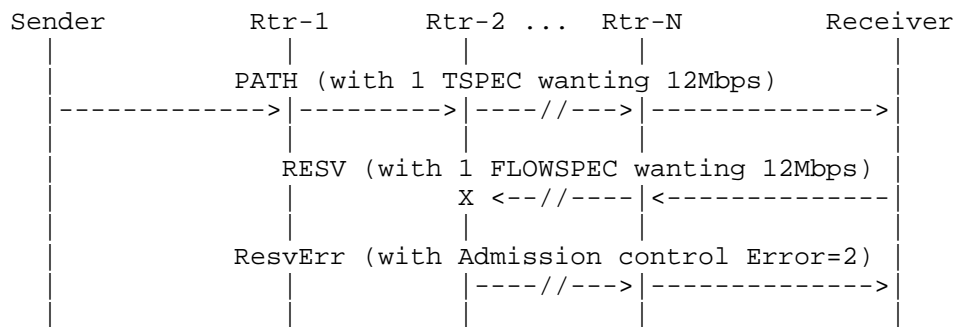 Sender Rtr-1 Rtr-2 ... Rtr-N Receiver
PATH (with 1 TSPEC wanting 12Mbps)
RESV (with 1 FLOWSPEC wanting 12Mbps)
X
ResvErr (with Admission control Error=2)